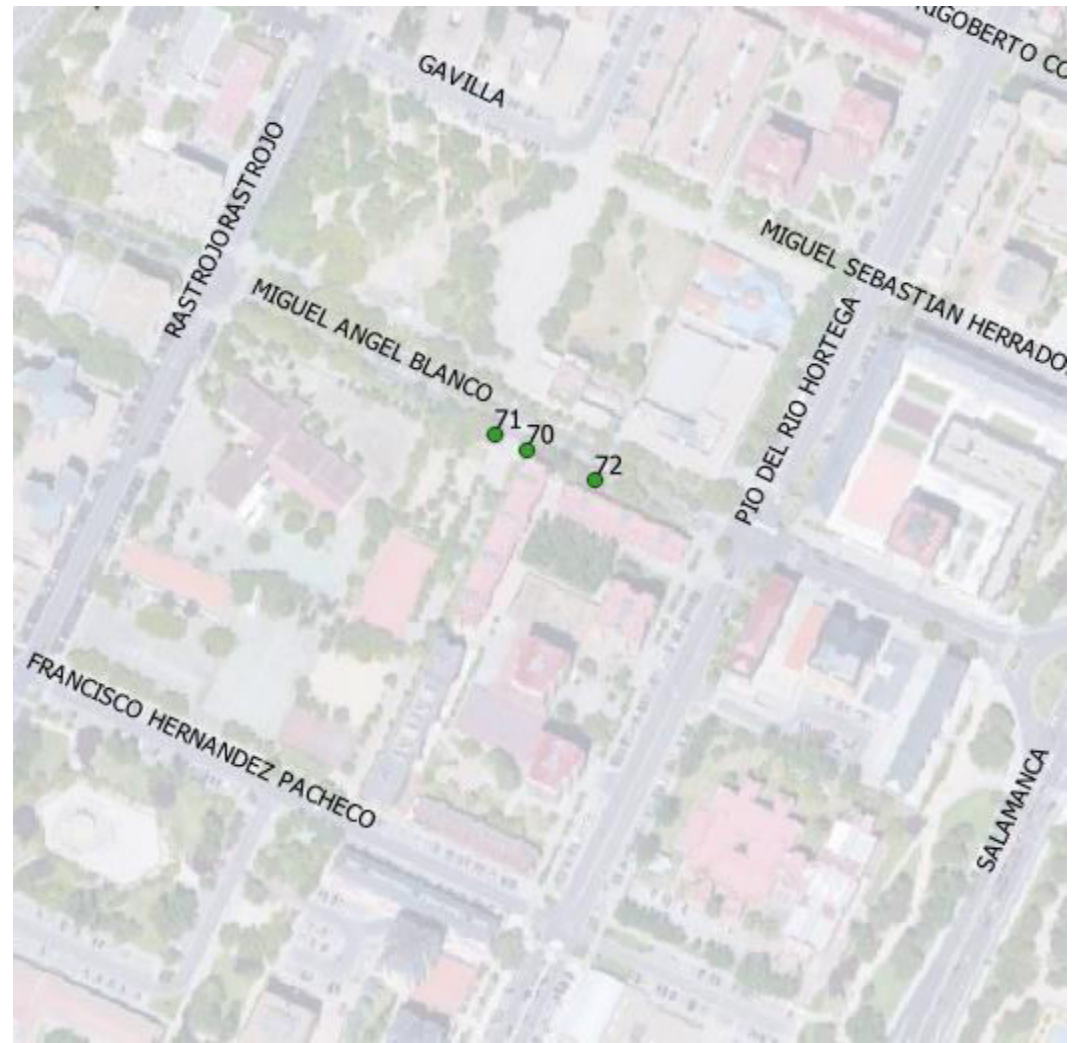 RIGOBERTO CO
GAVILLA
RASTROJORASTROJO
MIGUEL SEBASTIAN HERRADO
MIGUEL ANGEL BLANCO
PIO DEL RIO HORTEGA
71
70
72
FRANCISCO HERNANDEZ PACHECO
SALAMANCA